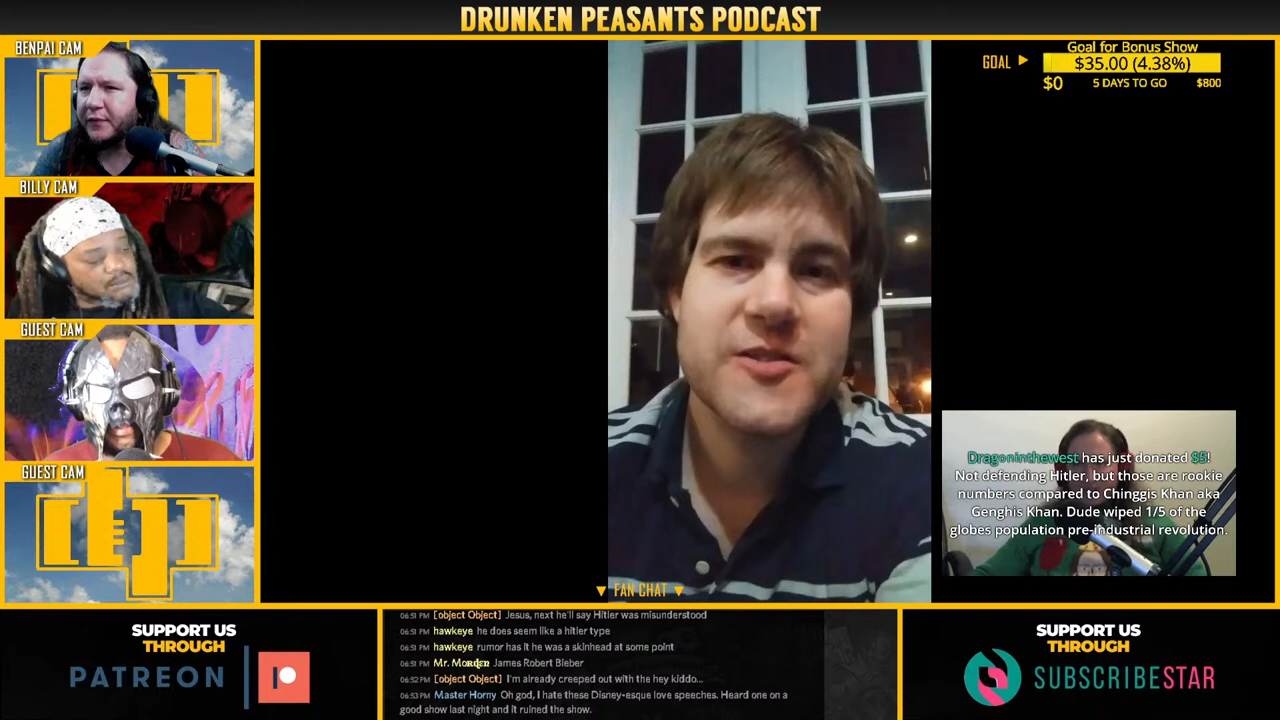 DRUNKEN PEASANTS PODCAST
BENPAI CAM
BILLY CAM
GUEST CAM
GUEST CAM
GOAL
Goal for Bonus Show
$35.00 (4.38%)
$0 5 DAYS TO GO $800
Dragoninthewest has just donated $5!
Not defending Hitler, but those are rookie
numbers compared to Chinggis Khan aka
Genghis Khan. Dude wiped 1/5 of the
globes population pre-industrial revolution.
FAN CHAT
SUPPORT US
THROUGH
PATREON
06:51 PM [object Object] Jesus, next he'll say Hitler was misunderstood
06:51 PM hawkeye he does seem like a hitler type
06:51 PM hawkeye rumor has it he was a skinhead at some point
06:51 PM Mr. James Robert Bieber
06:52 PM [object Object] I'm already creeped out with the hey kiddo...
06:53 PM Master Horny Oh god, I hate these Disney-esque love speeches. Heard one on a
good show last night and it ruined the show.
SUPPORT US
THROUGH
SUBSCRIBESTAR